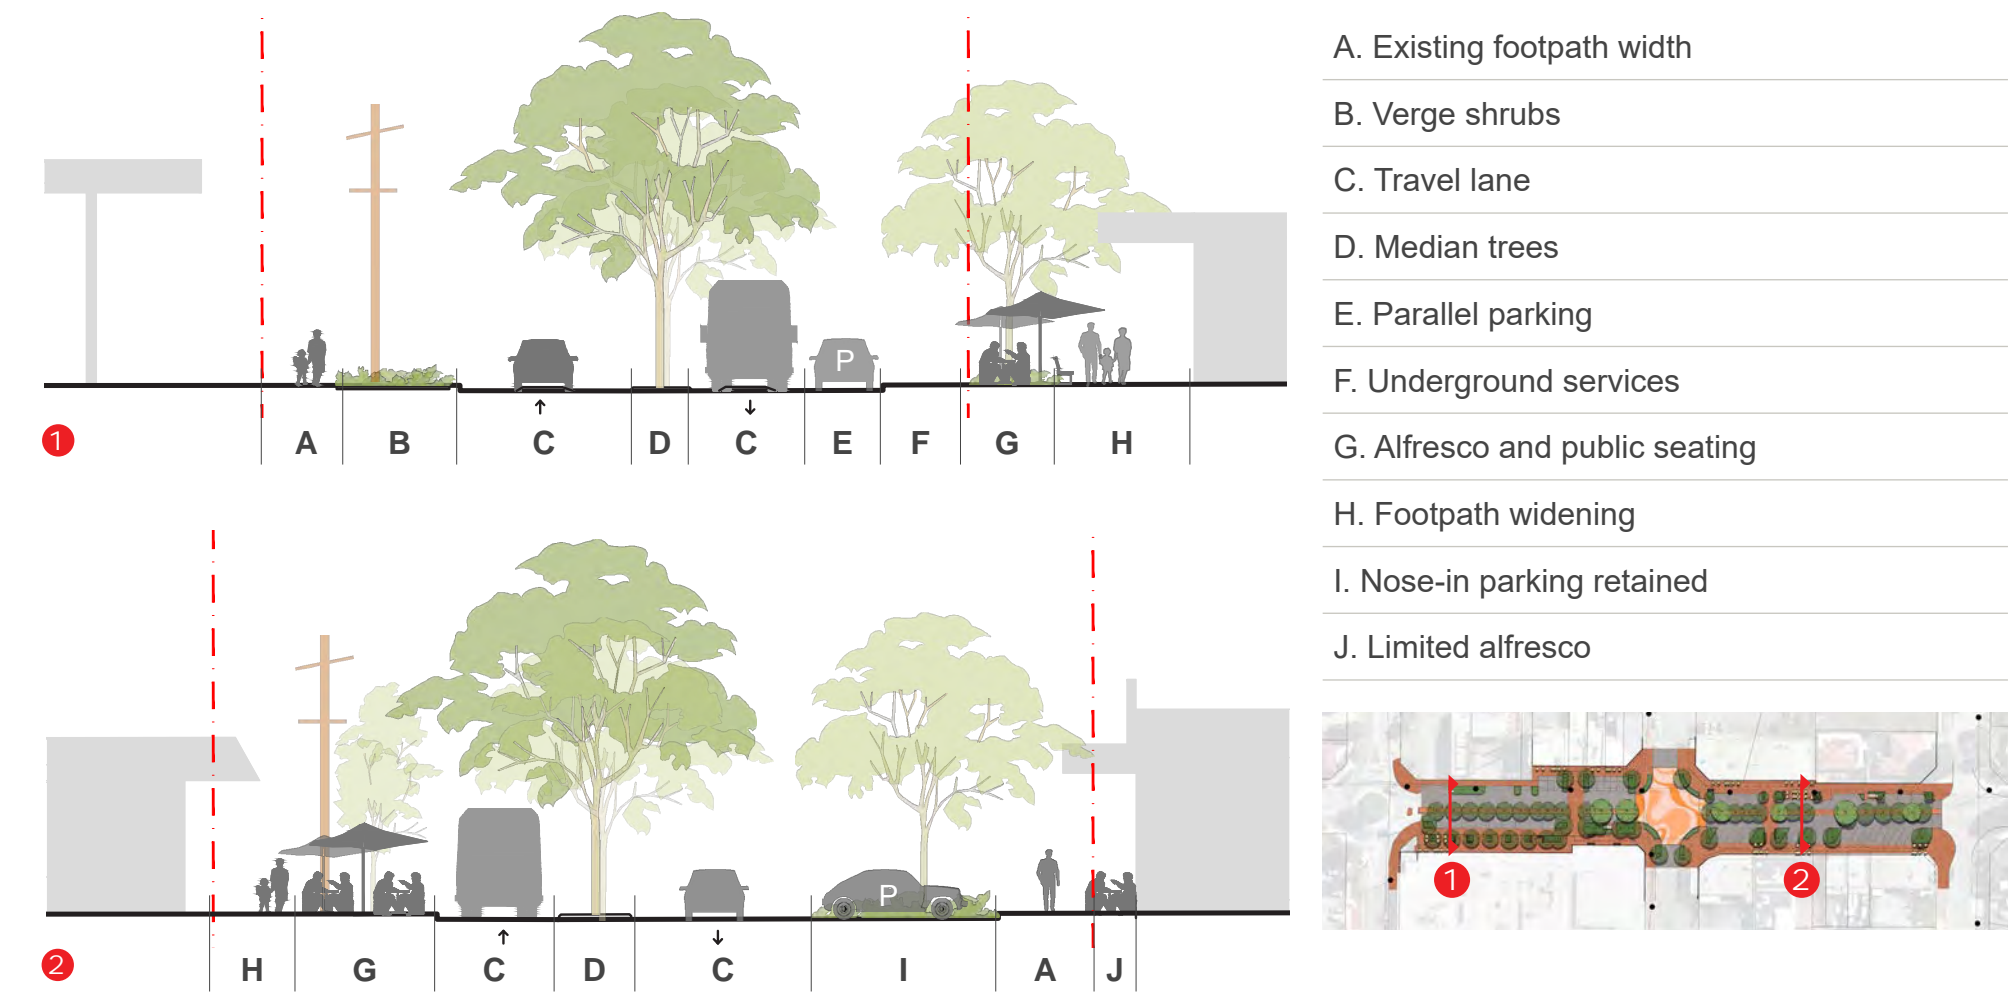 P
1
A B C D C E F G H
P
2
H G C D C I A J
A. Existing footpath width
B. Verge shrubs
C. Travel lane
D. Median trees
E. Parallel parking
F. Underground services
G. Alfresco and public seating
H. Footpath widening
I. Nose-in parking retained
J. Limited alfresco
1
2